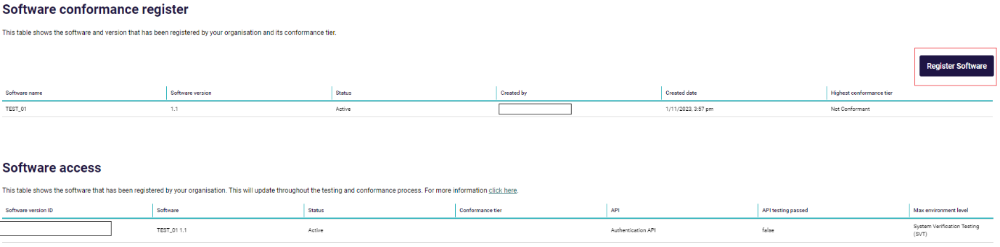 Software conformance register
This table shows the software and version that has been registered by your organisation and its conformance tier.
Register Software
Software name Software version Status Created by Created date Highest conformance tier
TEST_01 1.1 Active 1/11/2023, 3:57 pm Not Conformant
Software access
This table shows the software that has been registered by your organisation. This will update throughout the testing and conformance process. For more information click here.
Software version ID Software Status Conformance tier API API testing passed Max environment level
TEST_01 1.1 Active Authentication API false System Verification Testing
(SVT)